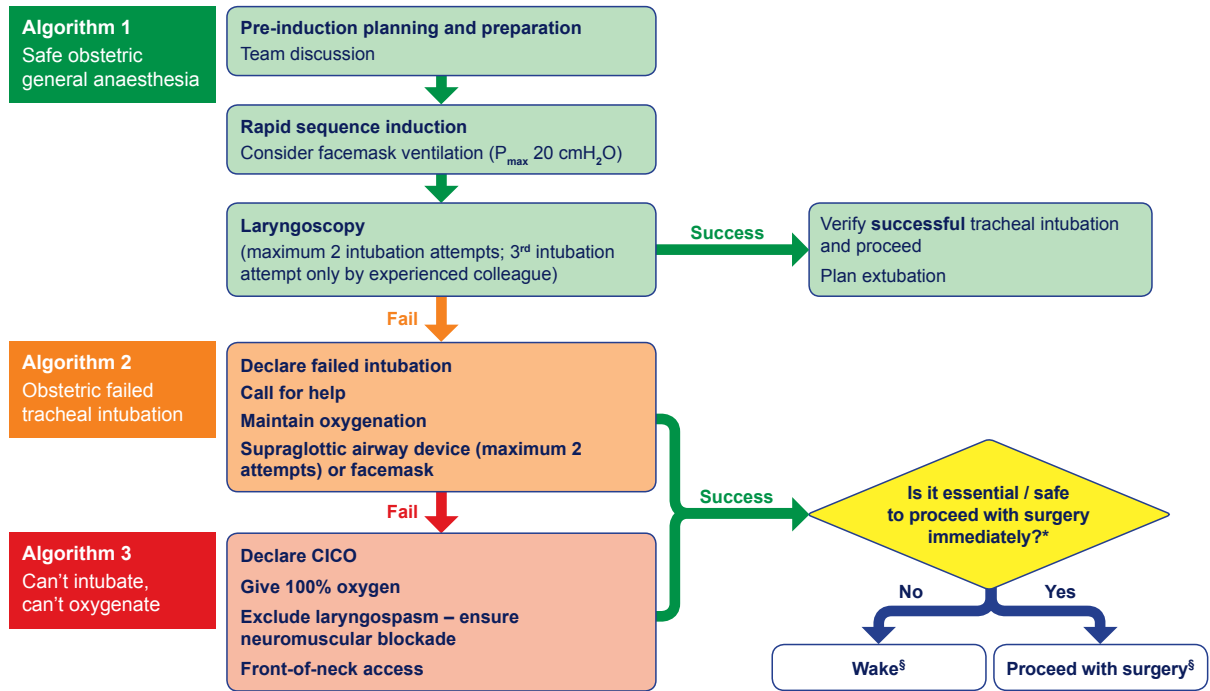 Algorithm 1
Safe obstetric
general anaesthesia
Pre-induction planning and preparation
Team discussion
Rapid sequence induction
Consider facemask ventilation (Pmax 20 cmH2O)
Laryngoscopy
(maximum 2 intubation attempts; 3rd intubation
attempt only by experienced colleague)
Success
Verify successful tracheal intubation
and proceed
Plan extubation
Fail
Algorithm 2
Obstetric failed
tracheal intubation
Declare failed intubation
Call for help
Maintain oxygenation
Supraglottic airway device (maximum 2
attempts) or facemask
Success
Is it essential / safe
to proceed with surgery
immediately?*
Fail
Algorithm 3
Can’t intubate,
can’t oxygenate
Declare CICO
Give 100% oxygen
Exclude laryngospasm – ensure
neuromuscular blockade
Front-of-neck access
No
Yes
Wake§
Proceed with surgery§